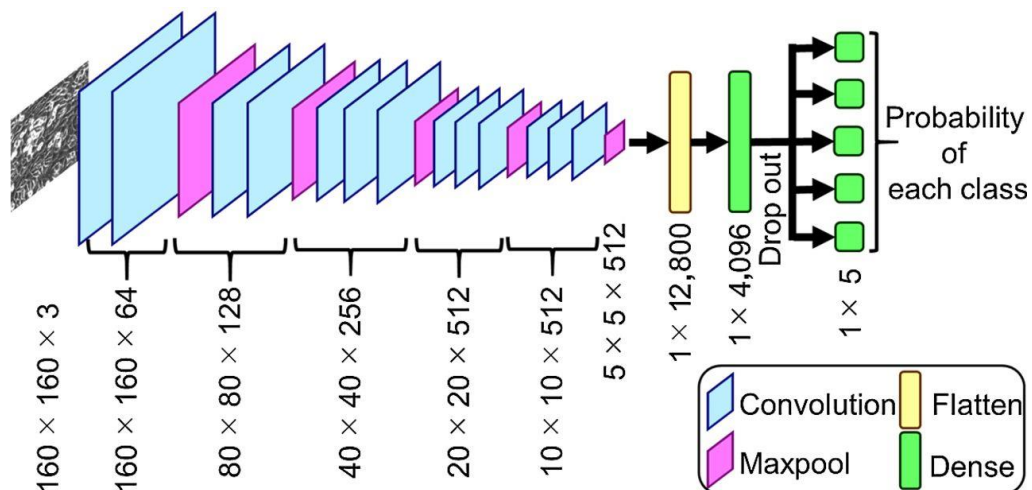 160 × 160 × 3
160 × 160 × 64
80 × 80 × 128
40 × 40 × 256
20 × 20 × 512
10 × 10 × 512
5 × 5 × 512
1 × 12,800
1 × 4,096
Drop out
1 × 5
Probability
of
each class
Convolution
Flatten
Maxpool
Dense